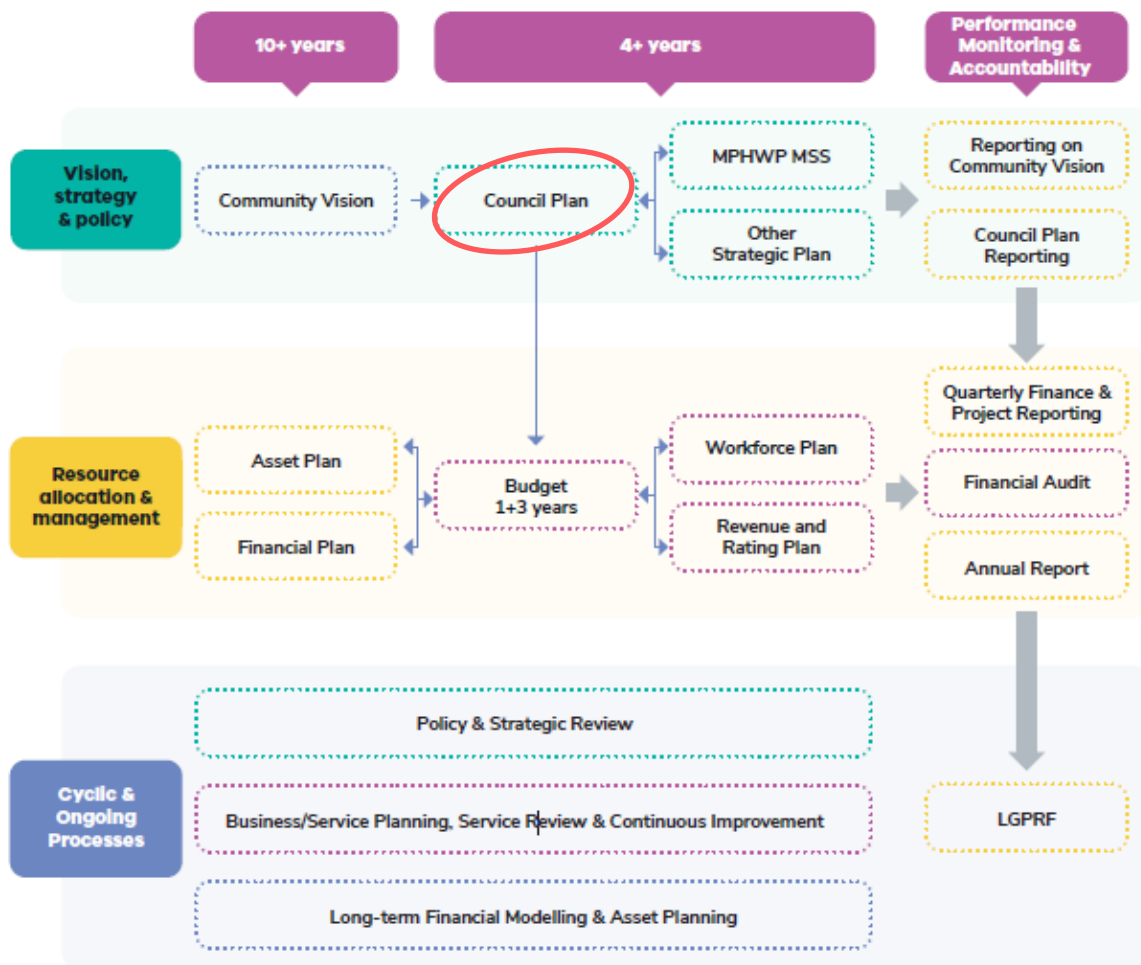 10+ years
4+ years
Performance
Monitoring &
Accountability
Vision,
strategy
& policy
Community Vision
Council Plan
MPHWP MSS
Other
Strategic Plan
Reporting on
Community Vision
Council Plan
Reporting
Resource
allocation &
management
Asset Plan
Financial Plan
Budget
1+3 years
Workforce Plan
Revenue and
Rating Plan
Quarterly Finance &
Project Reporting
Financial Audit
Annual Report
Cyclic &
Ongoing
Processes
Policy & Strategic Review
Business/Service Planning, Service Review & Continuous Improvement
Long-term Financial Modelling & Asset Planning
LGPRF